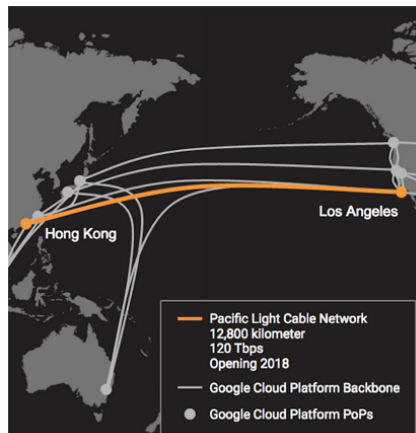 Los Angeles
Hong Kong
Pacific Light Cable Network
12,800 kilometer
120 Tbps
Opening 2018
Google Cloud Platform Backbone
Google Cloud Platform PoPs